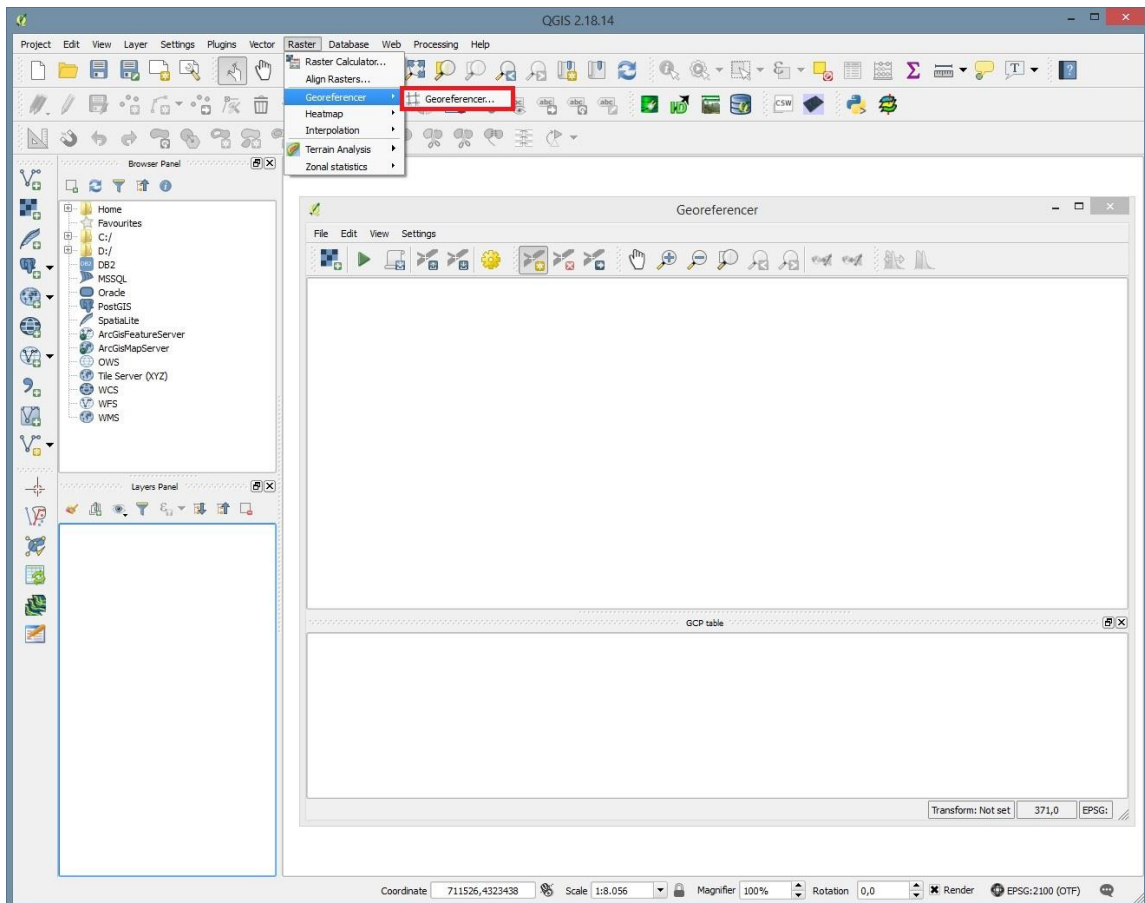 QGIS 2.18.14
Project Edit View Layer Settings Plugins Vector Raster Database Web Processing Help
Raster Calculator...
Align Rasters...
Georeferencer
Georeferencer...
Heatmap
Interpolation
Terrain Analysis
Zonal statistics
abc abc abc
CSW
Browser Panel
Home
Favourites
C:/
D:/
DB2
MSSQL
Oracle
PostGIS
SpatiaLite
ArcGisFeatureServer
ArcGisMapServer
OWS
Tile Server (XYZ)
WCS
WFS
WMS
Layers Panel
Georeferencer
File Edit View Settings
GCP table
Transform: Not set 371,0 EPSG:
Coordinate 711526,4323438 Scale 1:8.056 Magnifier 100% Rotation 0,0 Render EPSG:2100 (OTF)